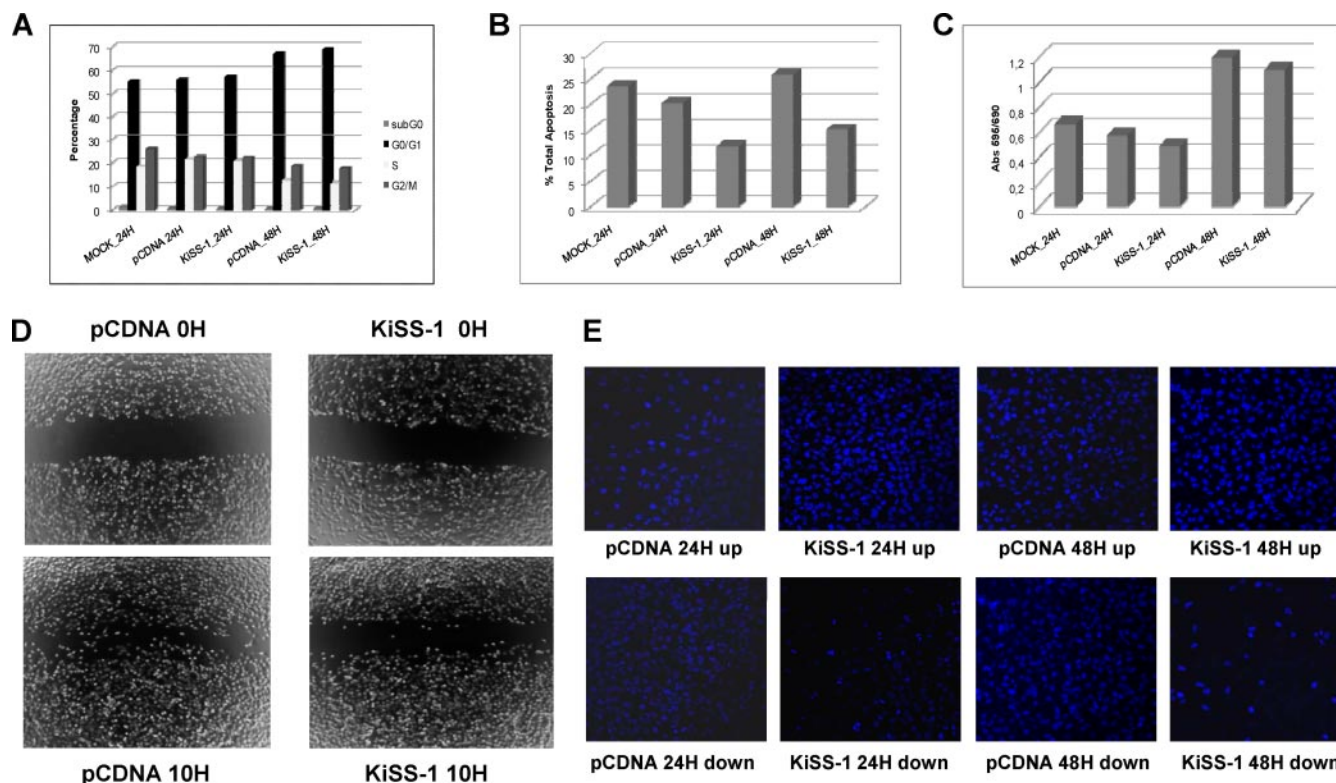 A
Percentage
70
60
50
40
30
20
10
0
MOCK_24H
pCDNA 24H
KiSS-1_24H
pCDNA_48H
KiSS-1_48H
subG0
G0/G1
S
G2/M
B
% Total Apoptosis
30
25
20
15
10
5
0
MOCK_24H
pCDNA_24H
KiSS-1_24H
pCDNA_48H
KiSS-1_48H
C
Abs 696/690
1,2
1
0,8
0,6
0,4
0,2
0
MOCK_24H
pCDNA_24H
KiSS-1_24H
pCDNA_48H
KiSS-1_48H
D
pCDNA 0H
KiSS-1 0H
pCDNA 10H
KiSS-1 10H
E
pCDNA 24H up
KiSS-1 24H up
pCDNA 48H up
KiSS-1 48H up
pCDNA 24H down
KiSS-1 24H down
pCDNA 48H down
KiSS-1 48H down